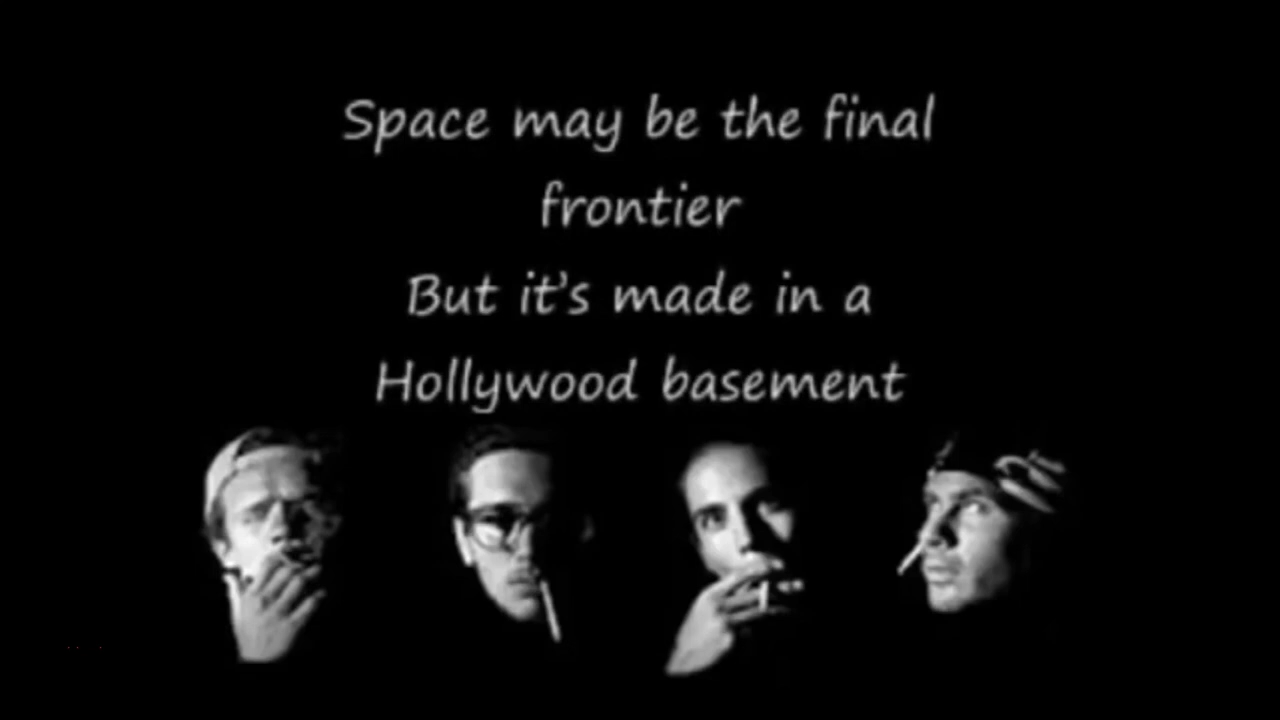 Space may be the final
frontier
But it's made in a
Hollywood basement